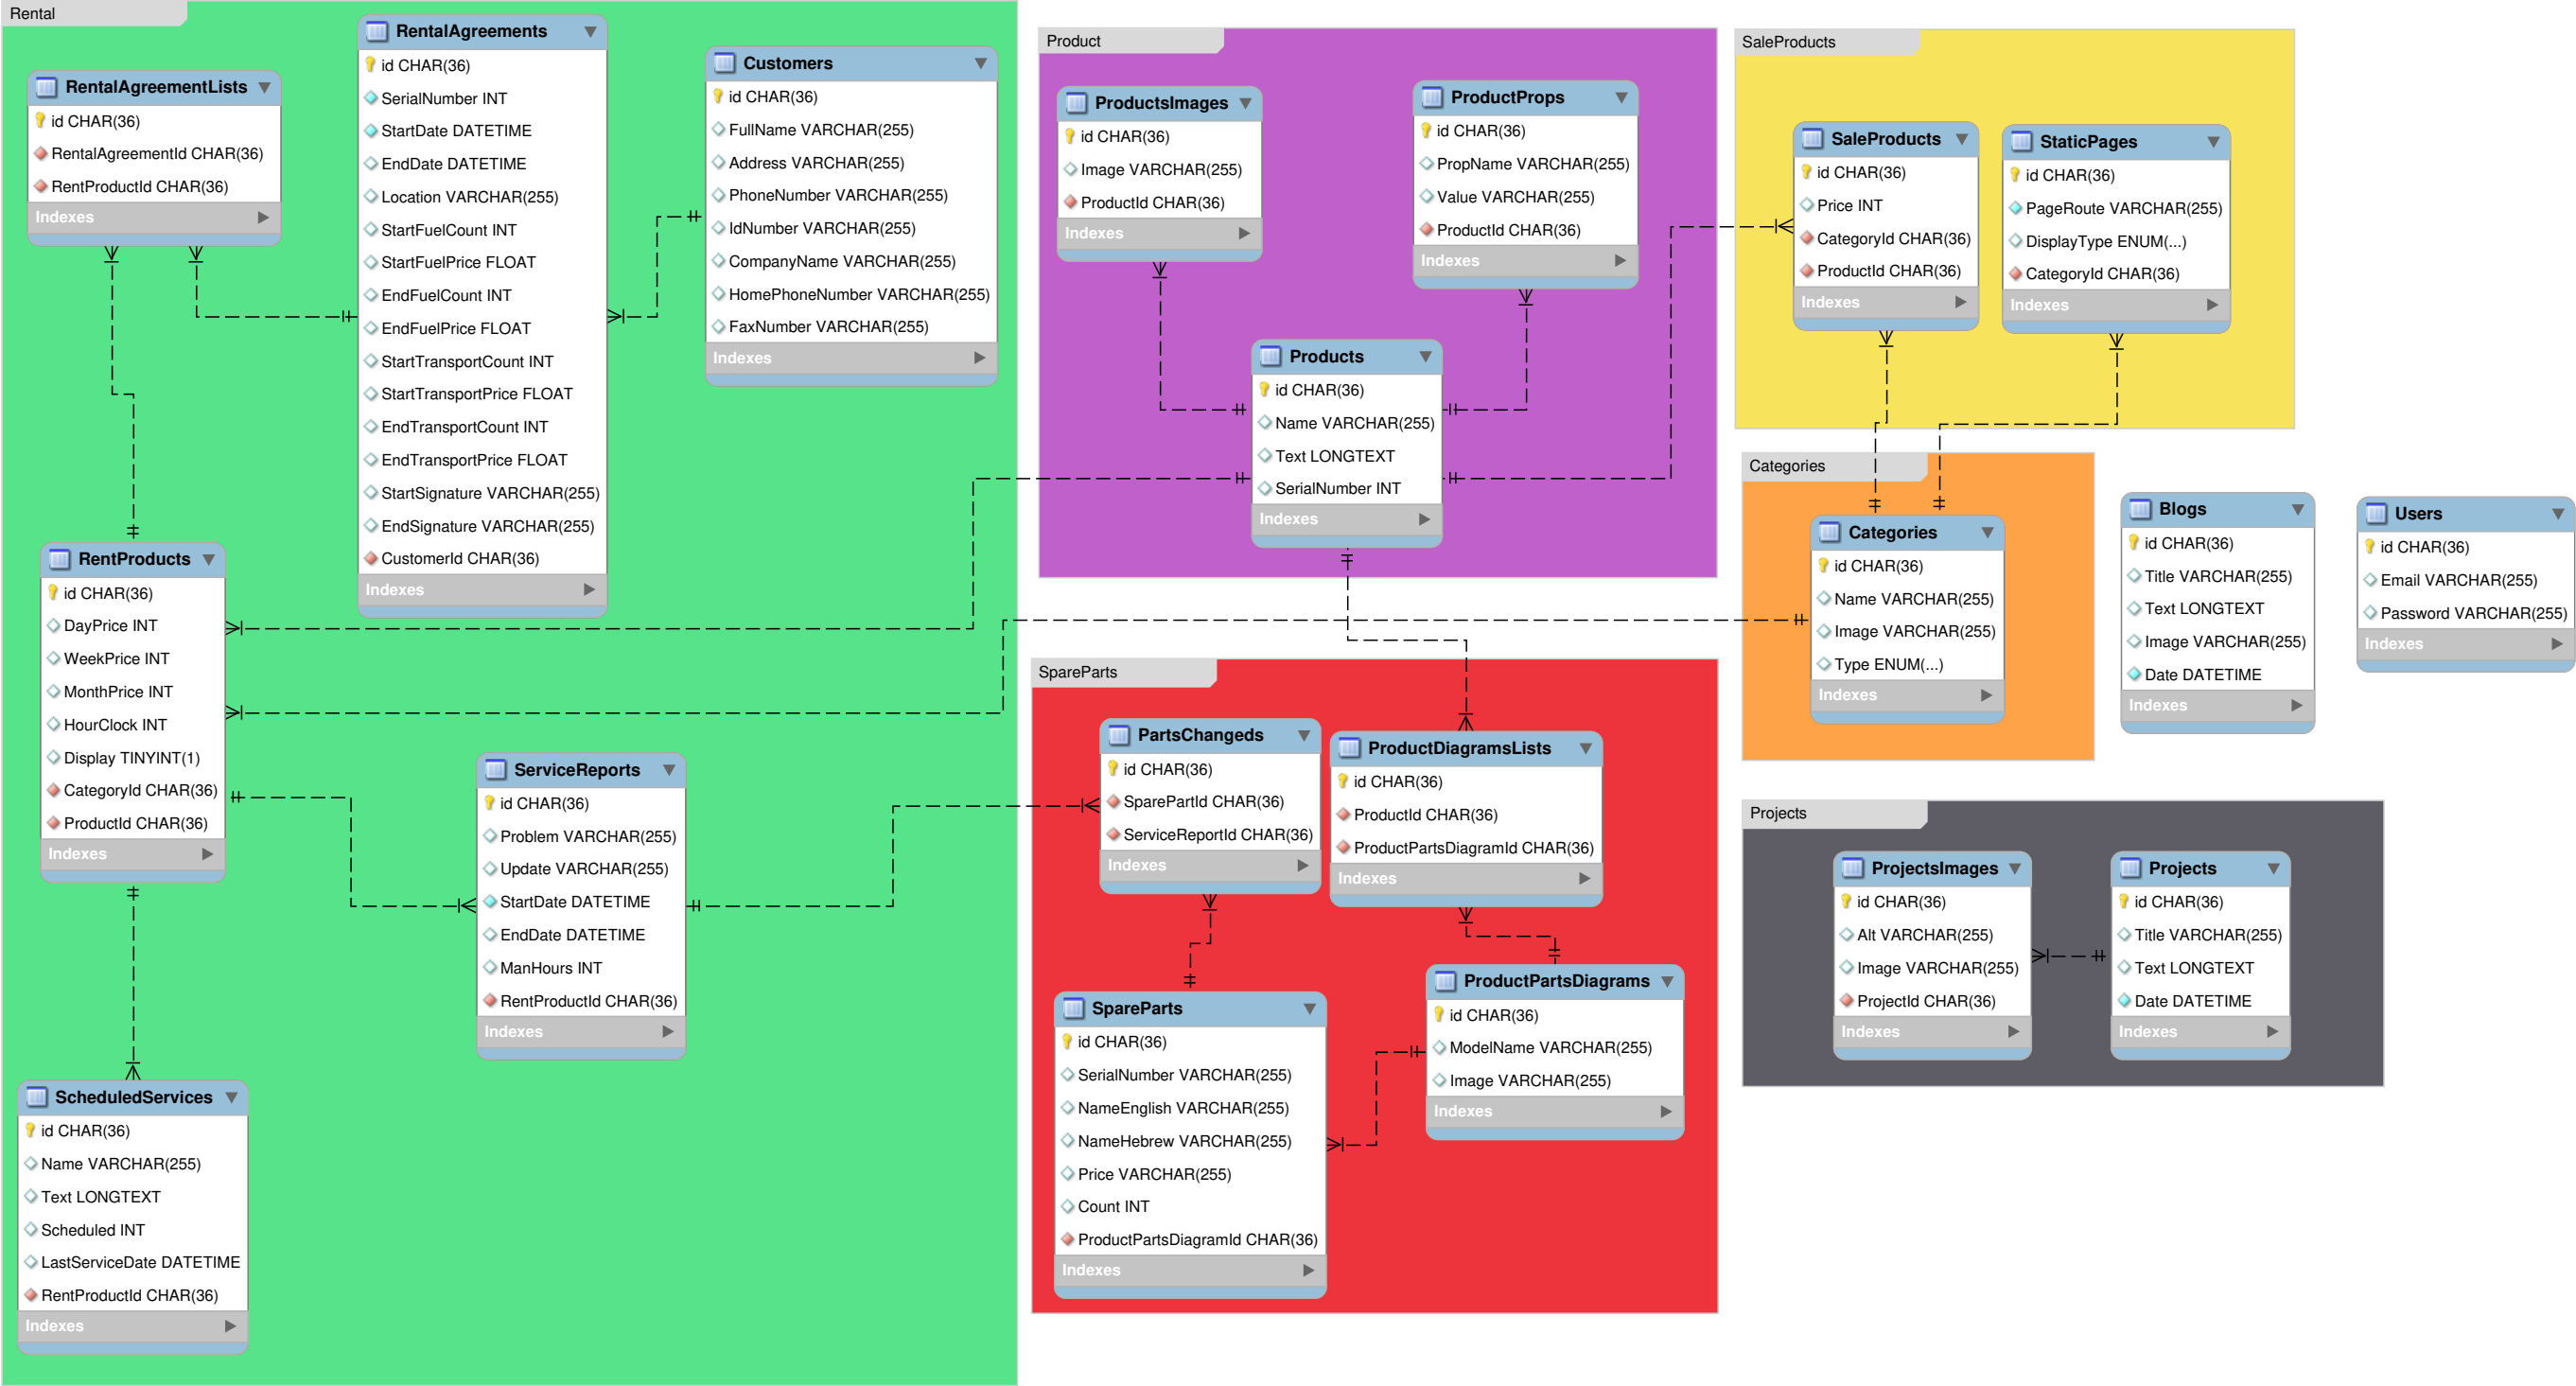 Rental
RentalAgreementLists
id CHAR(36)
RentalAgreementId CHAR(36)
RentProductId CHAR(36)
Indexes
RentalAgreements
id CHAR(36)
SerialNumber INT
StartDate DATETIME
EndDate DATETIME
Location VARCHAR(255)
StartFuelCount INT
StartFuelPrice FLOAT
EndFuelCount INT
EndFuelPrice FLOAT
StartTransportCount INT
StartTransportPrice FLOAT
EndTransportCount INT
EndTransportPrice FLOAT
StartSignature VARCHAR(255)
EndSignature VARCHAR(255)
CustomerId CHAR(36)
Indexes
Customers
id CHAR(36)
FullName VARCHAR(255)
Address VARCHAR(255)
PhoneNumber VARCHAR(255)
IdNumber VARCHAR(255)
CompanyName VARCHAR(255)
HomePhoneNumber VARCHAR(255)
FaxNumber VARCHAR(255)
Indexes
RentProducts
id CHAR(36)
DayPrice INT
WeekPrice INT
MonthPrice INT
HourClock INT
Display TINYINT(1)
CategoryId CHAR(36)
ProductId CHAR(36)
Indexes
ServiceReports
id CHAR(36)
Problem VARCHAR(255)
Update VARCHAR(255)
StartDate DATETIME
EndDate DATETIME
ManHours INT
RentProductId CHAR(36)
Indexes
ScheduledServices
id CHAR(36)
Name VARCHAR(255)
Text LONGTEXT
Scheduled INT
LastServiceDate DATETIME
RentProductId CHAR(36)
Indexes
Product
ProductsImages
id CHAR(36)
Image VARCHAR(255)
ProductId CHAR(36)
Indexes
ProductProps
id CHAR(36)
PropName VARCHAR(255)
Value VARCHAR(255)
ProductId CHAR(36)
Indexes
Products
id CHAR(36)
Name VARCHAR(255)
Text LONGTEXT
SerialNumber INT
Indexes
SpareParts
PartsChangeds
id CHAR(36)
SparePartId CHAR(36)
ServiceReportId CHAR(36)
Indexes
ProductDiagramsLists
id CHAR(36)
ProductId CHAR(36)
ProductPartsDiagramId CHAR(36)
Indexes
SpareParts
id CHAR(36)
SerialNumber VARCHAR(255)
NameEnglish VARCHAR(255)
NameHebrew VARCHAR(255)
Price VARCHAR(255)
Count INT
ProductPartsDiagramId CHAR(36)
Indexes
ProductPartsDiagrams
id CHAR(36)
ModelName VARCHAR(255)
Image VARCHAR(255)
Indexes
SaleProducts
SaleProducts
id CHAR(36)
Price INT
CategoryId CHAR(36)
ProductId CHAR(36)
Indexes
StaticPages
id CHAR(36)
PageRoute VARCHAR(255)
DisplayType ENUM(...)
CategoryId CHAR(36)
Indexes
Categories
Categories
id CHAR(36)
Name VARCHAR(255)
Image VARCHAR(255)
Type ENUM(...)
Indexes
Blogs
id CHAR(36)
Title VARCHAR(255)
Text LONGTEXT
Image VARCHAR(255)
Date DATETIME
Indexes
Users
id CHAR(36)
Email VARCHAR(255)
Password VARCHAR(255)
Indexes
Projects
ProjectsImages
id CHAR(36)
Alt VARCHAR(255)
Image VARCHAR(255)
ProjectId CHAR(36)
Indexes
Projects
id CHAR(36)
Title VARCHAR(255)
Text LONGTEXT
Date DATETIME
Indexes